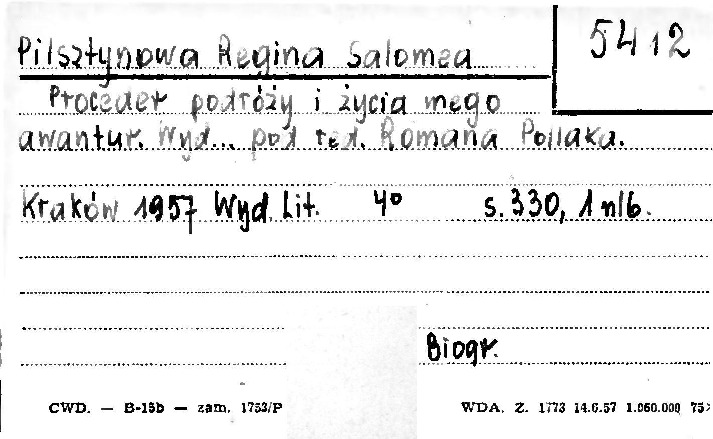 5412
Pilsztynowa Regina Salomea
Proceder podróży i życia mego
awantur. Wyd... pod red. Romana Pollaka.
Kraków 1957 Wyd. Lit. 4° s. 330, 1 nlb.
Biogr.
CWD. — B-15b — zam. 1753/P
WDA. Z. 1773 14.6.57 1.060.000